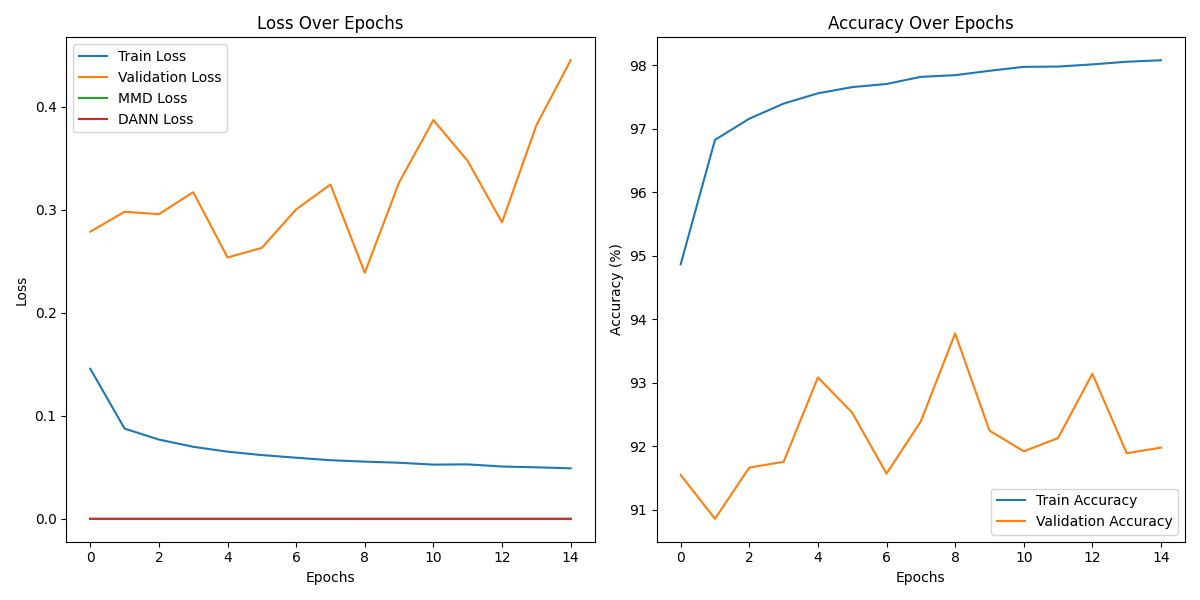 Loss Over Epochs
Train Loss
Validation Loss
MMD Loss
DANN Loss
0.4
0.3
0.2
0.1
0.0
Loss
0 2 4 6 8 10 12 14
Epochs
Accuracy Over Epochs
98
97
96
95
94
93
92
91
Accuracy (%)
Train Accuracy
Validation Accuracy
0 2 4 6 8 10 12 14
Epochs